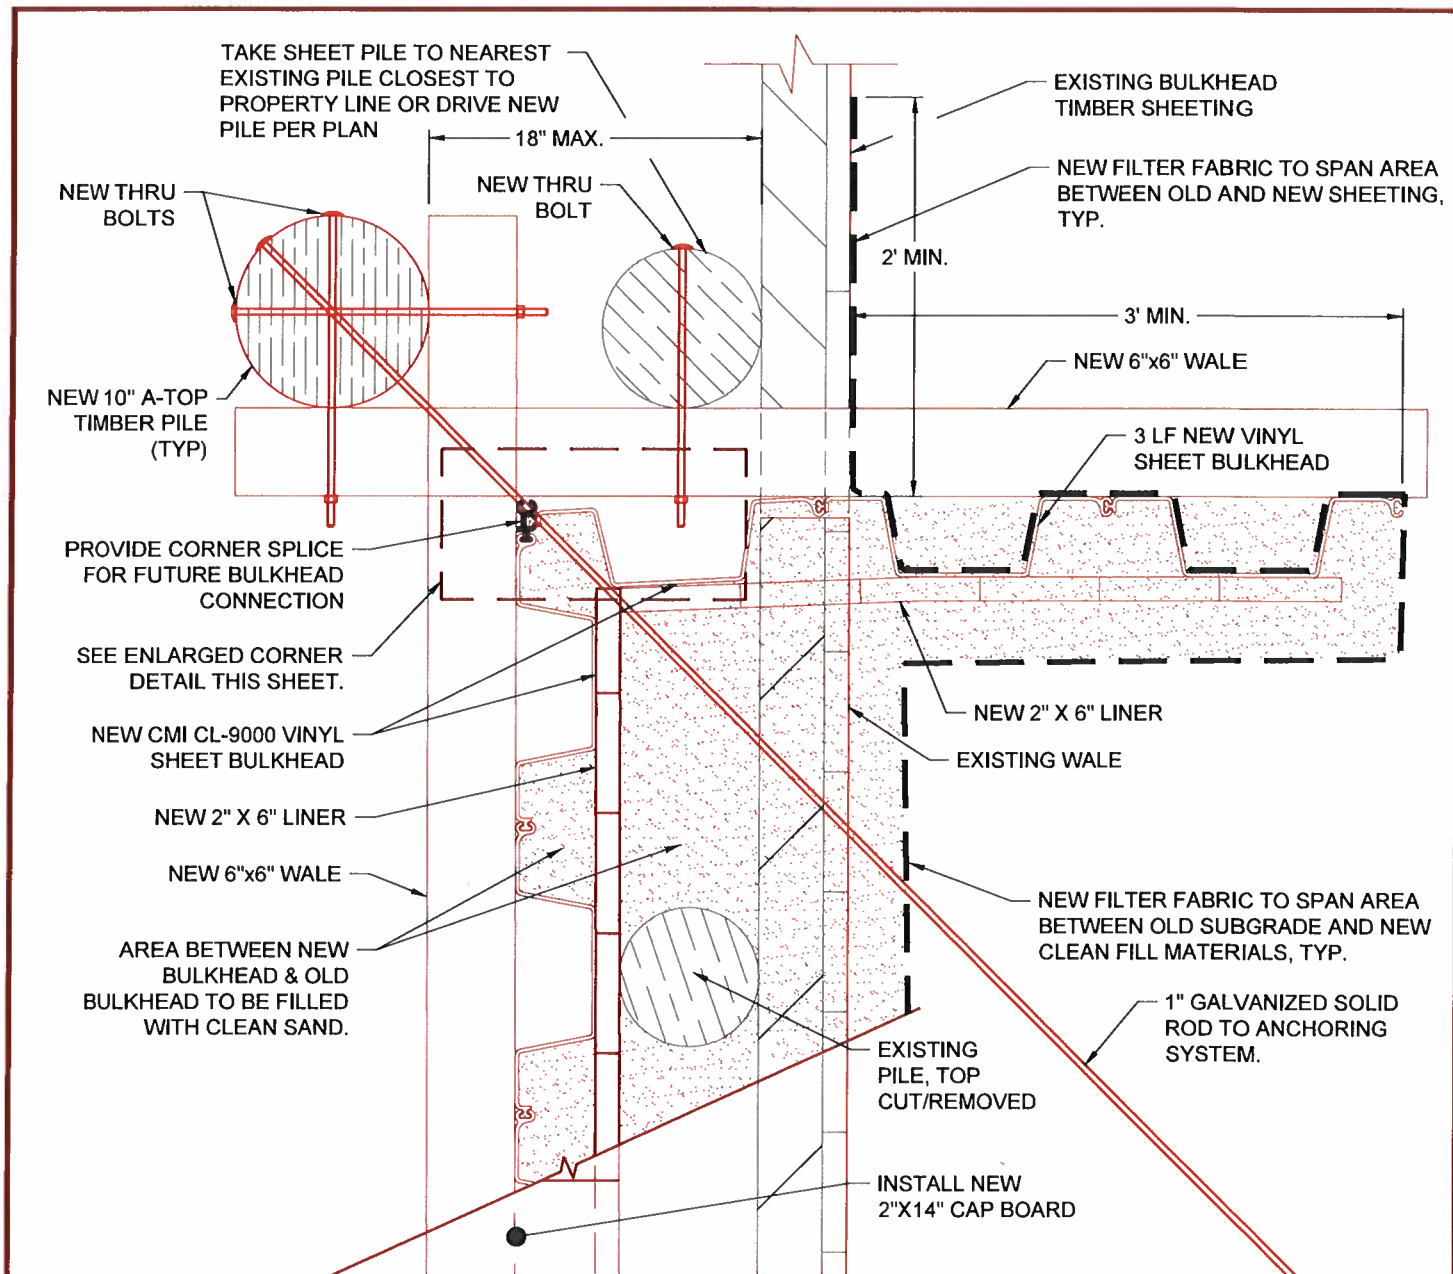 TAKE SHEET PILE TO NEAREST
EXISTING PILE CLOSEST TO
PROPERTY LINE OR DRIVE NEW
PILE PER PLAN
18" MAX.
EXISTING BULKHEAD
TIMBER SHEETING
NEW THRU
BOLTS
NEW THRU
BOLT
NEW FILTER FABRIC TO SPAN AREA
BETWEEN OLD AND NEW SHEETING,
TYP.
2' MIN.
3' MIN.
NEW 6"x6" WALE
NEW 10" A-TOP
TIMBER PILE
(TYP)
3 LF NEW VINYL
SHEET BULKHEAD
PROVIDE CORNER SPLICE
FOR FUTURE BULKHEAD
CONNECTION
SEE ENLARGED CORNER
DETAIL THIS SHEET.
NEW CMI CL-9000 VINYL
SHEET BULKHEAD
NEW 2" X 6" LINER
EXISTING WALE
NEW 2" X 6" LINER
NEW 6"x6" WALE
AREA BETWEEN NEW
BULKHEAD & OLD
BULKHEAD TO BE FILLED
WITH CLEAN SAND.
NEW FILTER FABRIC TO SPAN AREA
BETWEEN OLD SUBGRADE AND NEW
CLEAN FILL MATERIALS, TYP.
1" GALVANIZED SOLID
ROD TO ANCHORING
SYSTEM.
EXISTING
PILE, TOP
CUT/REMOVED
INSTALL NEW
2"X14" CAP BOARD